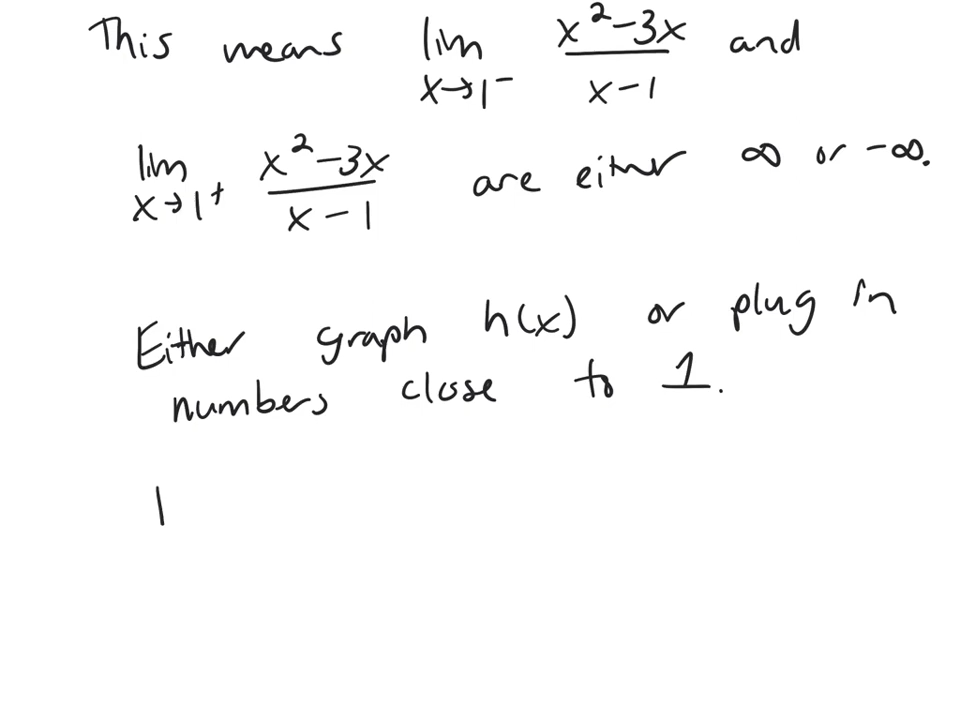 This means lim x→1⁻ x²-3x / x-1 and
lim x→1⁺ x²-3x / x-1 are either ∞ or -∞.
Either graph h(x) or plug in
numbers close to 1.